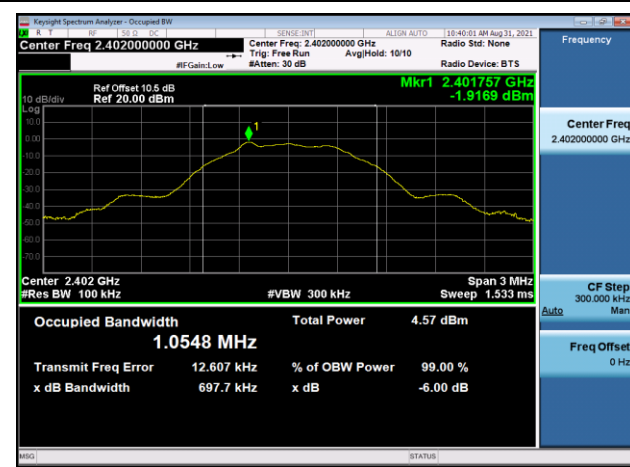 Keysight Spectrum Analyzer - Occupied BW
R T RF 50 Ω DC SENSE:INT ALIGN AUTO 10:40:01 AM Aug 31, 2021
Center Freq 2.402000000 GHz Center Freq: 2.402000000 GHz Radio Std: None
Trig: Free Run Avg|Hold: 10/10
#IFGain:Low #Atten: 30 dB Radio Device: BTS
Frequency
Ref Offset 10.5 dB Mkr1 2.401757 GHz
10 dB/div Ref 20.00 dBm -1.9169 dBm
Log
10.0
0.00
-10.0
-20.0
-30.0
-40.0
-50.0
-60.0
-70.0
1
Center Freq
2.402000000 GHz
Center 2.402 GHz Span 3 MHz
#Res BW 100 kHz #VBW 300 kHz Sweep 1.533 ms
CF Step
300.000 kHz
Auto Man
Occupied Bandwidth Total Power 4.57 dBm
1.0548 MHz
Transmit Freq Error 12.607 kHz % of OBW Power 99.00 %
x dB Bandwidth 697.7 kHz x dB -6.00 dB
Freq Offset
0 Hz
MSG STATUS